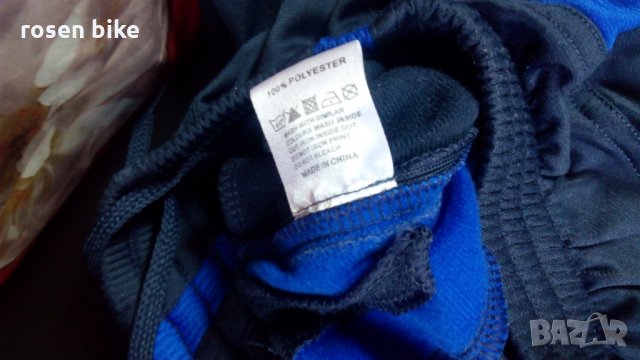 rosen bike
100% POLYESTER
WASH WITH SIMILAR
COLOURS WASH INSIDE
OUT IRON INSIDE OUT
DO NOT IRON PRINT
DO NOT BLEACH
MADE IN CHINA
BAZAR